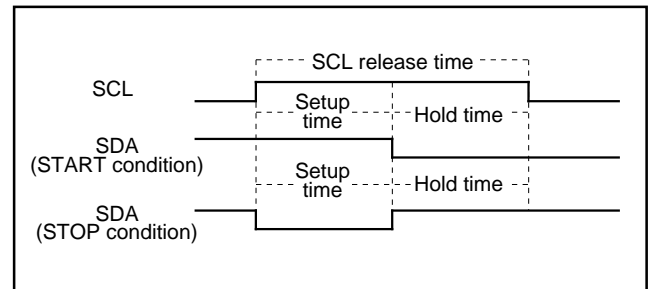 SCL release time
SCL
Setup
time
Hold time
SDA
(START condition)
Setup
time
Hold time
SDA
(STOP condition)